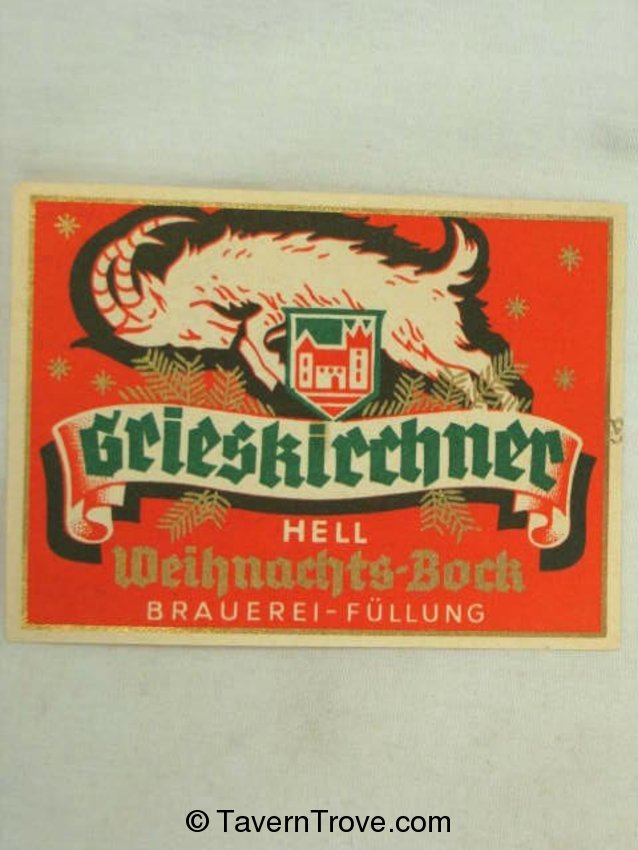 Grieskirchner
HELL
Weihnachts-Bock
BRAUEREI-FÜLLUNG
© TavernTrove.com